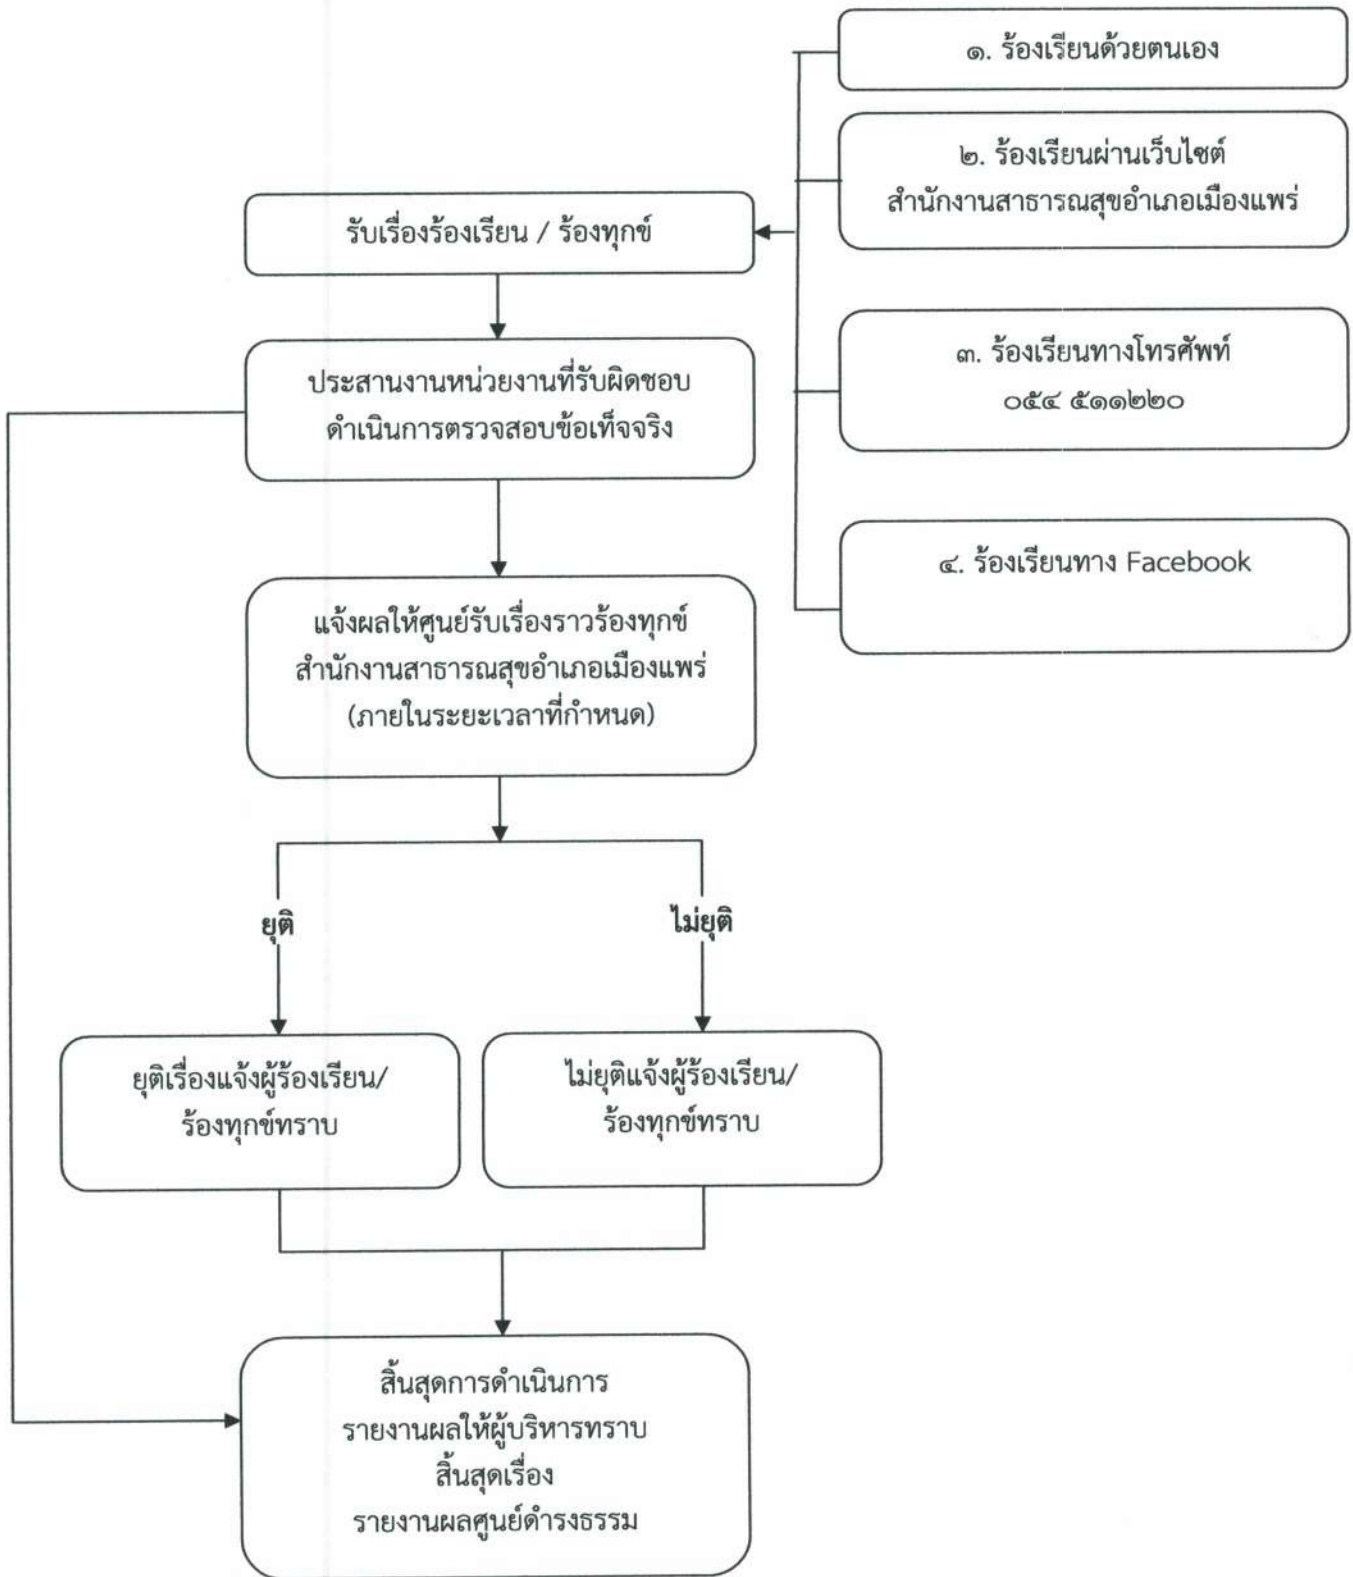 ๑. ร้องเรียนด้วยตนเอง
๒. ร้องเรียนผ่านเว็บไซต์
สำนักงานสาธารณสุขอำเภอเมืองแพร่
๓. ร้องเรียนทางโทรศัพท์
๐๕๔ ๕๑๑๒๒๐
๔. ร้องเรียนทาง Facebook
รับเรื่องร้องเรียน / ร้องทุกข์
ประสานงานหน่วยงานที่รับผิดชอบ
ดำเนินการตรวจสอบข้อเท็จจริง
แจ้งผลให้ศูนย์รับเรื่องราวร้องทุกข์
สำนักงานสาธารณสุขอำเภอเมืองแพร่
(ภายในระยะเวลาที่กำหนด)
ยุติ
ไม่ยุติ
ยุติเรื่องแจ้งผู้ร้องเรียน/
ร้องทุกข์ทราบ
ไม่ยุติแจ้งผู้ร้องเรียน/
ร้องทุกข์ทราบ
สิ้นสุดการดำเนินการ
รายงานผลให้ผู้บริหารทราบ
สิ้นสุดเรื่อง
รายงานผลศูนย์ดำรงธรรม